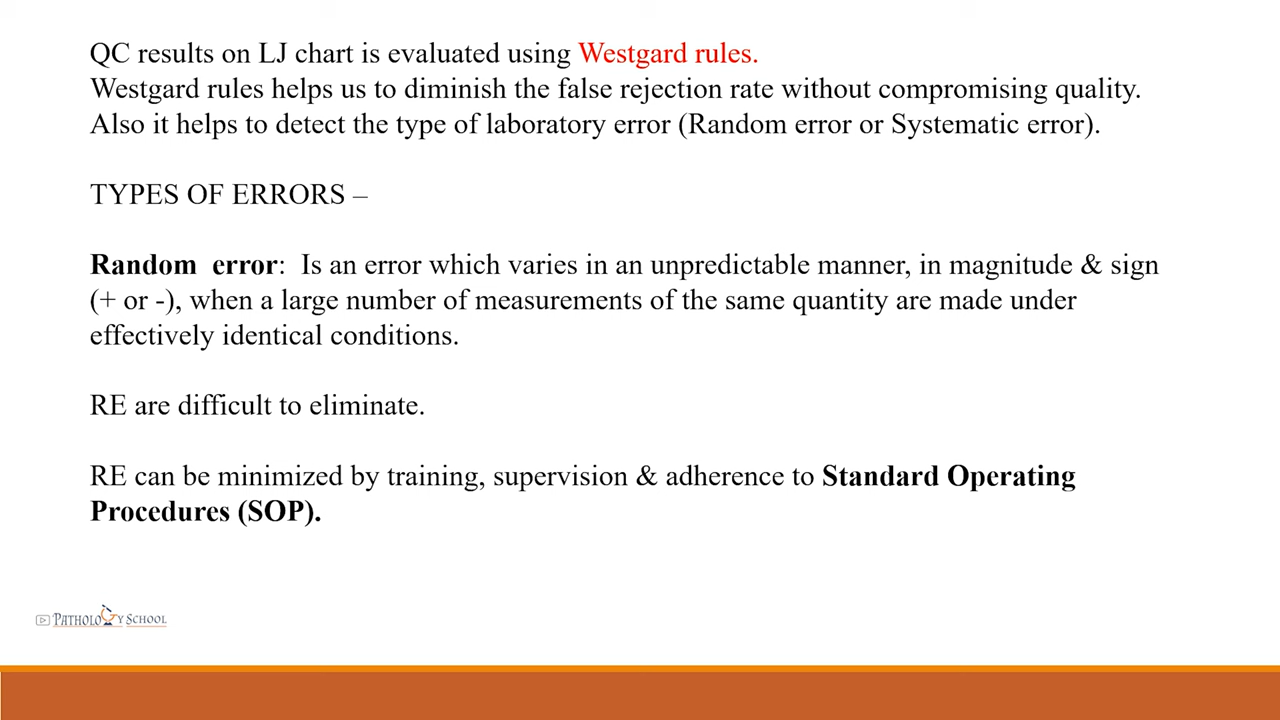 QC results on LJ chart is evaluated using Westgard rules.
Westgard rules helps us to diminish the false rejection rate without compromising quality.
Also it helps to detect the type of laboratory error (Random error or Systematic error).
TYPES OF ERRORS –
Random error: Is an error which varies in an unpredictable manner, in magnitude & sign
(+ or -), when a large number of measurements of the same quantity are made under
effectively identical conditions.
RE are difficult to eliminate.
RE can be minimized by training, supervision & adherence to Standard Operating
Procedures (SOP).
PATHOLOGY SCHOOL